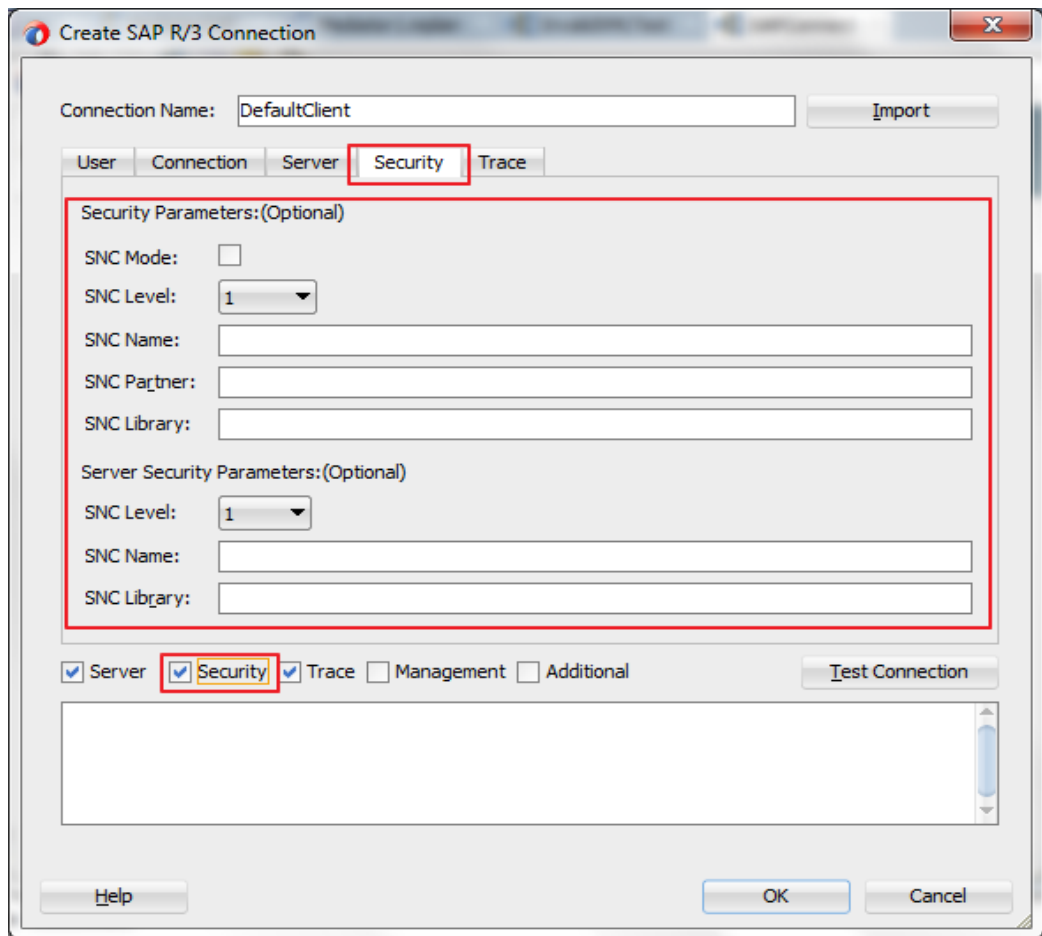 Create SAP R/3 Connection
Connection Name: DefaultClient Import
User Connection Server Security Trace
Security Parameters:(Optional)
SNC Mode:
SNC Level: 1
SNC Name:
SNC Partner:
SNC Library:
Server Security Parameters:(Optional)
SNC Level: 1
SNC Name:
SNC Library:
Server Security Trace Management Additional Test Connection
Help OK Cancel